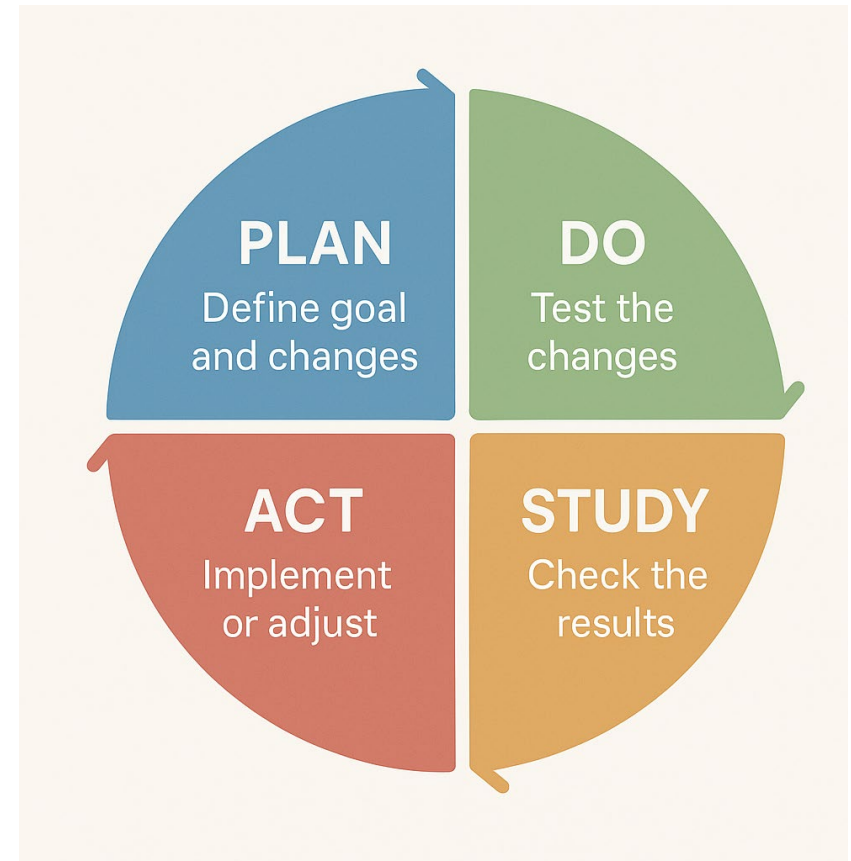 PLAN
Define goal
and changes
DO
Test the
changes
STUDY
Check the
results
ACT
Implement
or adjust